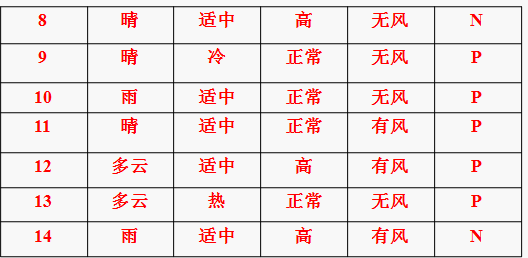 8 晴 适中 高 无风 N
9 晴 冷 正常 无风 P
10 雨 适中 正常 无风 P
11 晴 适中 正常 有风 P
12 多云 适中 高 有风 P
13 多云 热 正常 无风 P
14 雨 适中 高 有风 N